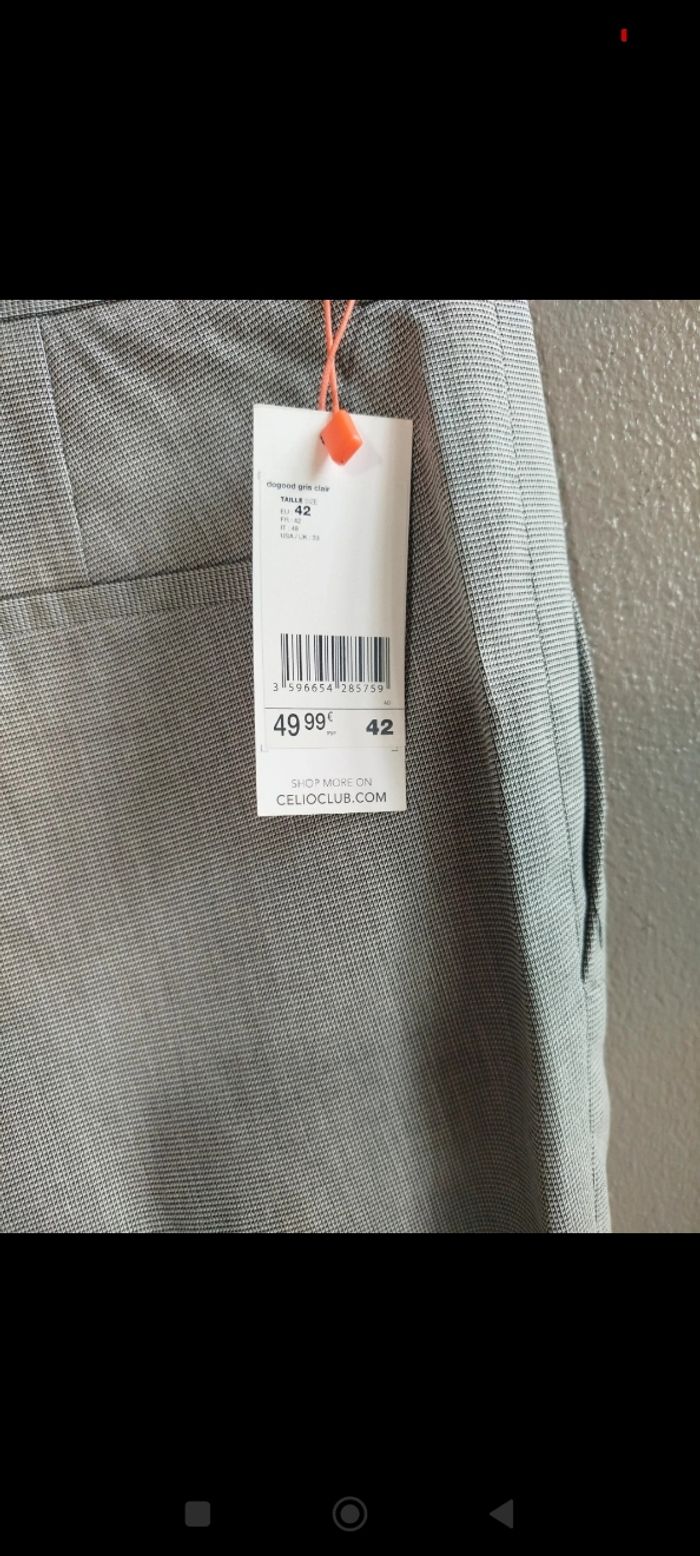 dogood gris clair
TAILLE SIZE
EU : 42
FR : 42
IT : 48
USA / UK : 33
3 596654 285759
49,99€
42
SHOP MORE ON
CELIOCLUB.COM